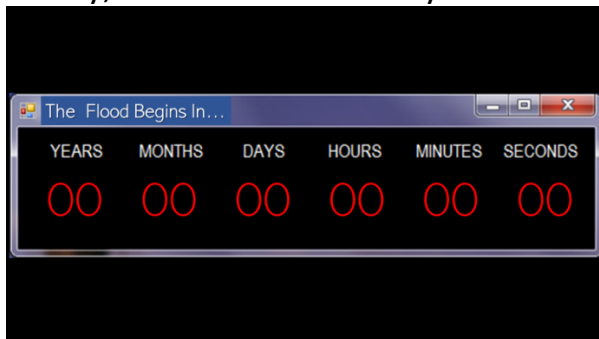 The Flood Begins In...
YEARS MONTHS DAYS HOURS MINUTES SECONDS
00 00 00 00 00 00